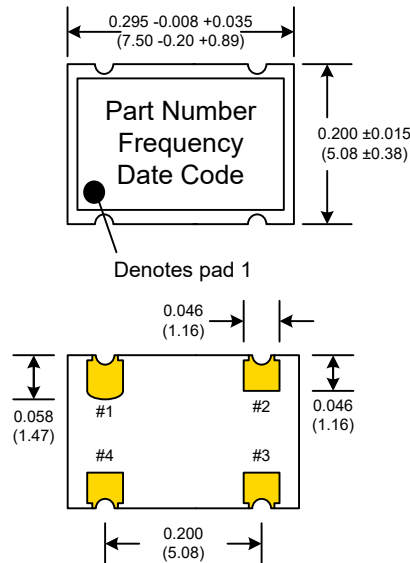 0.295 -0.008 +0.035
(7.50 -0.20 +0.89)
Part Number
Frequency
Date Code
0.200 ±0.015
(5.08 ±0.38)
Denotes pad 1
0.046
(1.16)
0.058
(1.47)
#1
#2
0.046
(1.16)
#4
#3
0.200
(5.08)